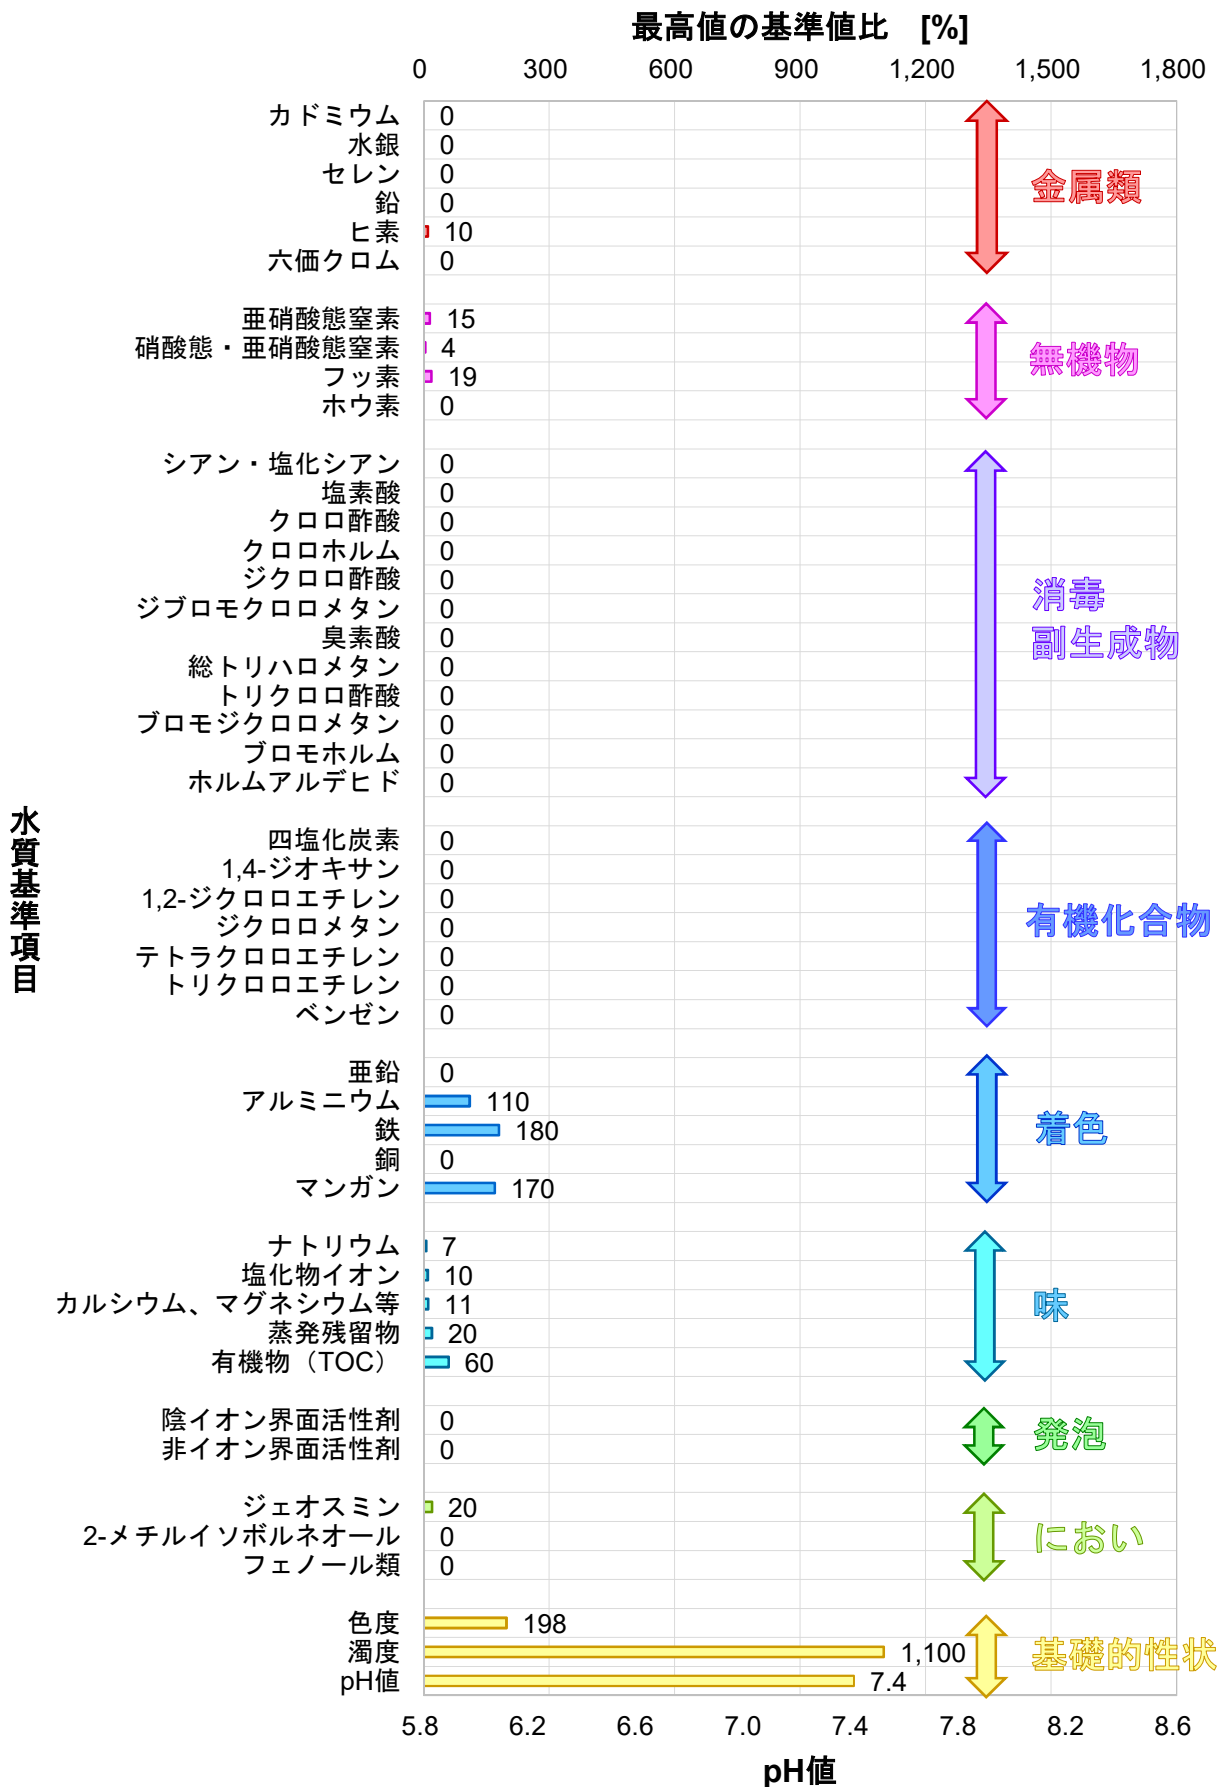 最高値の基準値比 [%]
0 300 600 900 1,200 1,500 1,800
カドミウム 0
水銀 0
セレン 0
鉛 0
ヒ素 10
六価クロム 0
金属類
亜硝酸態窒素 15
硝酸態・亜硝酸態窒素 4
フッ素 19
ホウ素 0
無機物
シアン・塩化シアン 0
塩素酸 0
クロロ酢酸 0
クロロホルム 0
ジクロロ酢酸 0
ジブロモクロロメタン 0
臭素酸 0
総トリハロメタン 0
トリクロロ酢酸 0
ブロモジクロロメタン 0
ブロモホルム 0
ホルムアルデヒド 0
消毒
副生成物
水質基準項目
四塩化炭素 0
1,4-ジオキサン 0
1,2-ジクロロエチレン 0
ジクロロメタン 0
テトラクロロエチレン 0
トリクロロエチレン 0
ベンゼン 0
有機化合物
亜鉛 0
アルミニウム 110
鉄 180
銅 0
マンガン 170
着色
ナトリウム 7
塩化物イオン 10
カルシウム、マグネシウム等 11
蒸発残留物 20
有機物（TOC） 60
味
陰イオン界面活性剤 0
非イオン界面活性剤 0
発泡
ジェオスミン 20
2-メチルイソボルネオール 0
フェノール類 0
におい
色度 198
濁度 1,100
pH値 7.4
基礎的性状
5.8 6.2 6.6 7.0 7.4 7.8 8.2 8.6
pH値